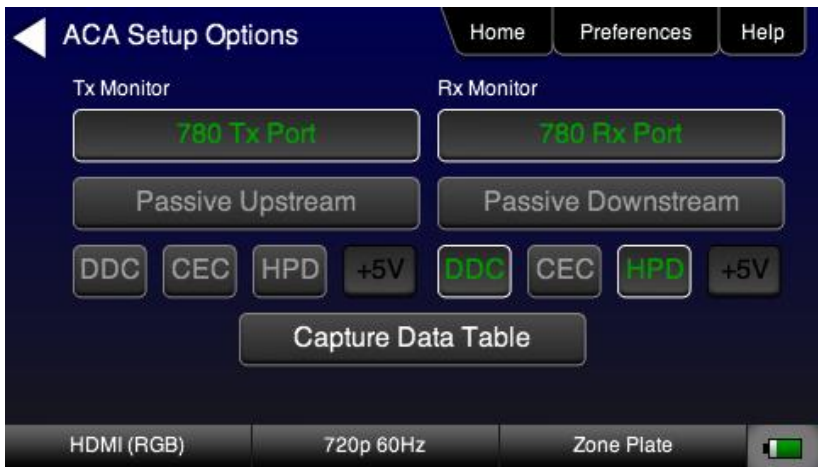 ACA Setup Options
Home
Preferences
Help
Tx Monitor
Rx Monitor
780 Tx Port
780 Rx Port
Passive Upstream
Passive Downstream
DDC CEC HPD +5V
DDC CEC HPD +5V
Capture Data Table
HDMI (RGB)
720p 60Hz
Zone Plate